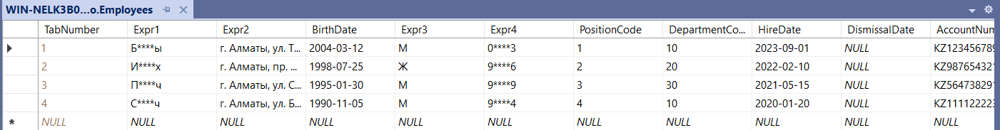 WIN-NELK3B0...o.Employees
TabNumber Expr1 Expr2 BirthDate Expr3 Expr4 PositionCode DepartmentCo... HireDate DismissalDate AccountNum
1 Б****ы г. Алматы, ул. Т... 2004-03-12 М 0****3 1 10 2023-09-01 NULL KZ123456789
2 И****х г. Алматы, пр. ... 1998-07-25 Ж 9****6 2 20 2022-02-10 NULL KZ987654321
3 П****ч г. Алматы, ул. С... 1995-01-30 М 9****9 3 30 2021-05-15 NULL KZ564738291
4 С****ч г. Алматы, ул. Б... 1990-11-05 М 9****4 4 10 2020-01-20 NULL KZ111122223
NULL NULL NULL NULL NULL NULL NULL NULL NULL NULL NULL